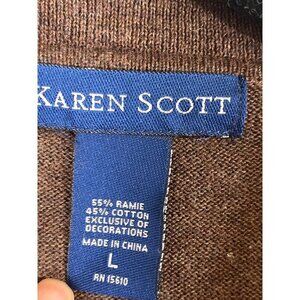 KAREN SCOTT
55% RAMIE
45% COTTON
EXCLUSIVE OF
DECORATIONS
MADE IN CHINA
L
RN 15610